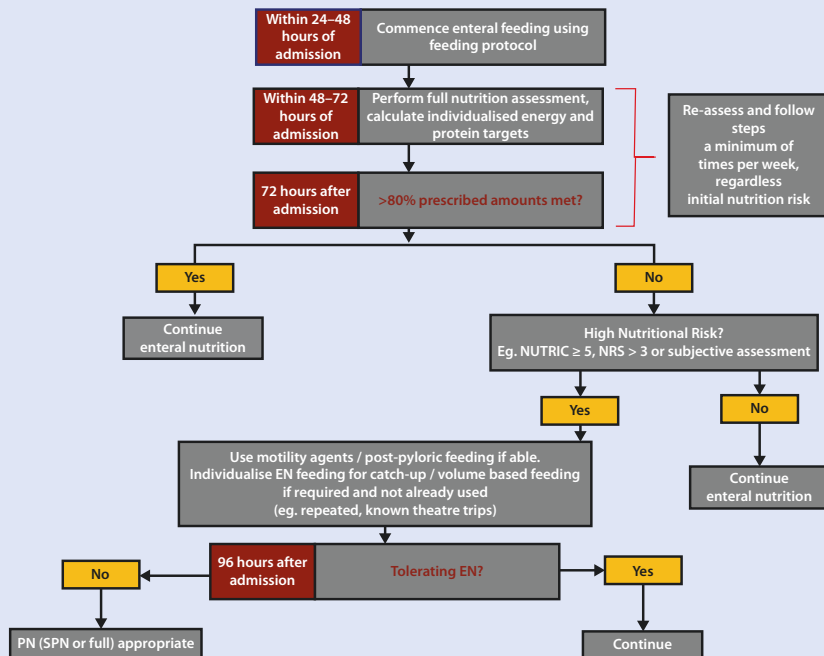 Within 24–48
hours of
admission
Commence enteral feeding using
feeding protocol
Within 48–72
hours of
admission
Perform full nutrition assessment,
calculate individualised energy and
protein targets
72 hours after
admission
>80% prescribed amounts met?
Re-assess and follow
steps
a minimum of
times per week,
regardless
initial nutrition risk
Yes
No
Continue
enteral nutrition
High Nutritional Risk?
Eg. NUTRIC ≥ 5, NRS > 3 or subjective assessment
Yes
No
Use motility agents / post-pyloric feeding if able.
Individualise EN feeding for catch-up / volume based feeding
if required and not already used
(eg. repeated, known theatre trips)
Continue
enteral nutrition
96 hours after
admission
Tolerating EN?
No
Yes
PN (SPN or full) appropriate
Continue